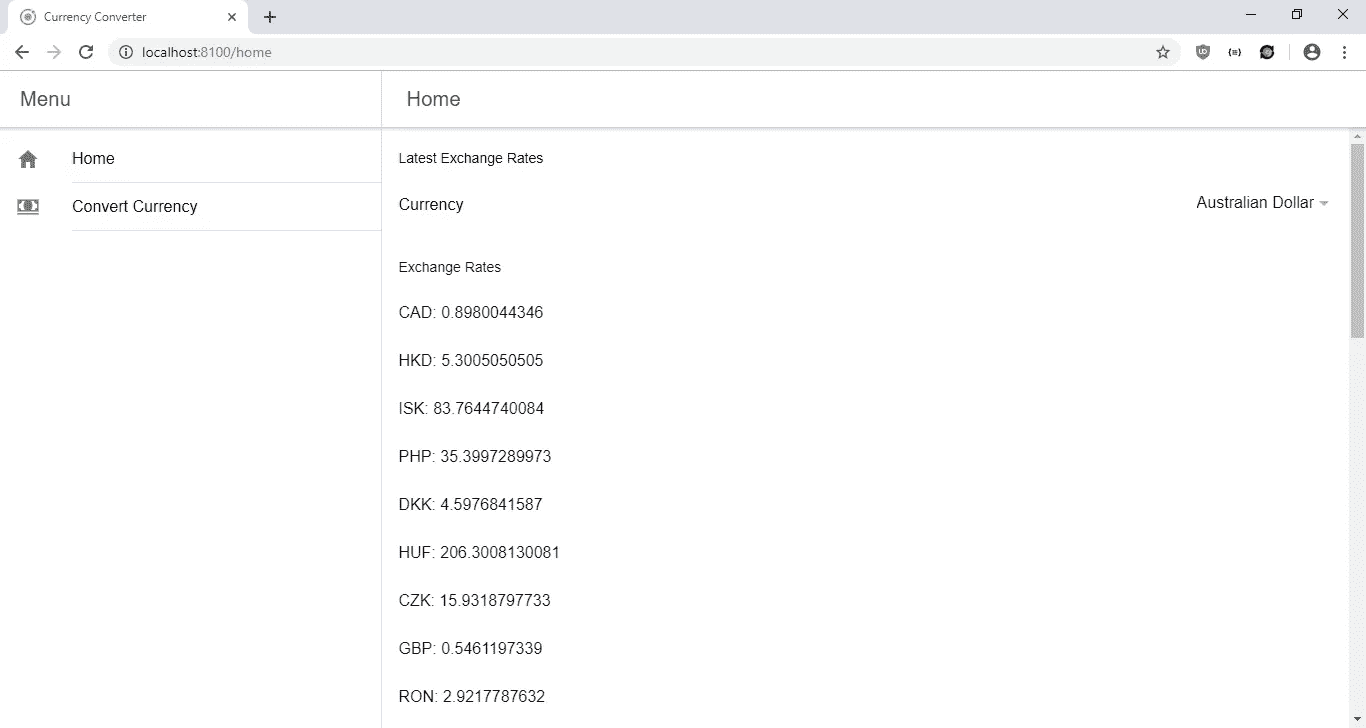 Currency Converter
localhost:8100/home
Menu
Home
Home
Convert Currency
Latest Exchange Rates
Currency
Australian Dollar
Exchange Rates
CAD: 0.8980044346
HKD: 5.3005050505
ISK: 83.7644740084
PHP: 35.3997289973
DKK: 4.5976841587
HUF: 206.3008130081
CZK: 15.9318797733
GBP: 0.5461197339
RON: 2.9217787632